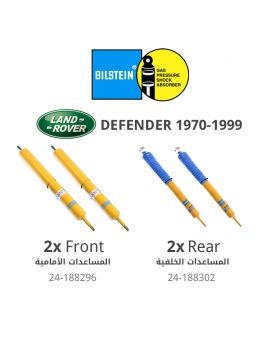 BILSTEIN
GAS
PRESSURE
SHOCK
ABSORBER
LAND-
ROVER
DEFENDER 1970-1999
2x Front
2x Rear
المساعدات الأمامية
المساعدات الخلفية
24-188296
24-188302